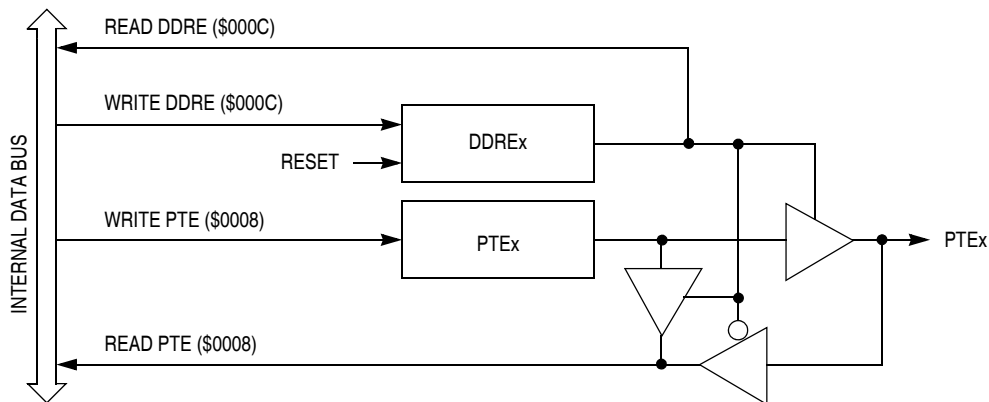 READ DDRE ($000C)
WRITE DDRE ($000C)
DDREx
RESET
INTERNAL DATA BUS
WRITE PTE ($0008)
PTEx
PTEx
READ PTE ($0008)